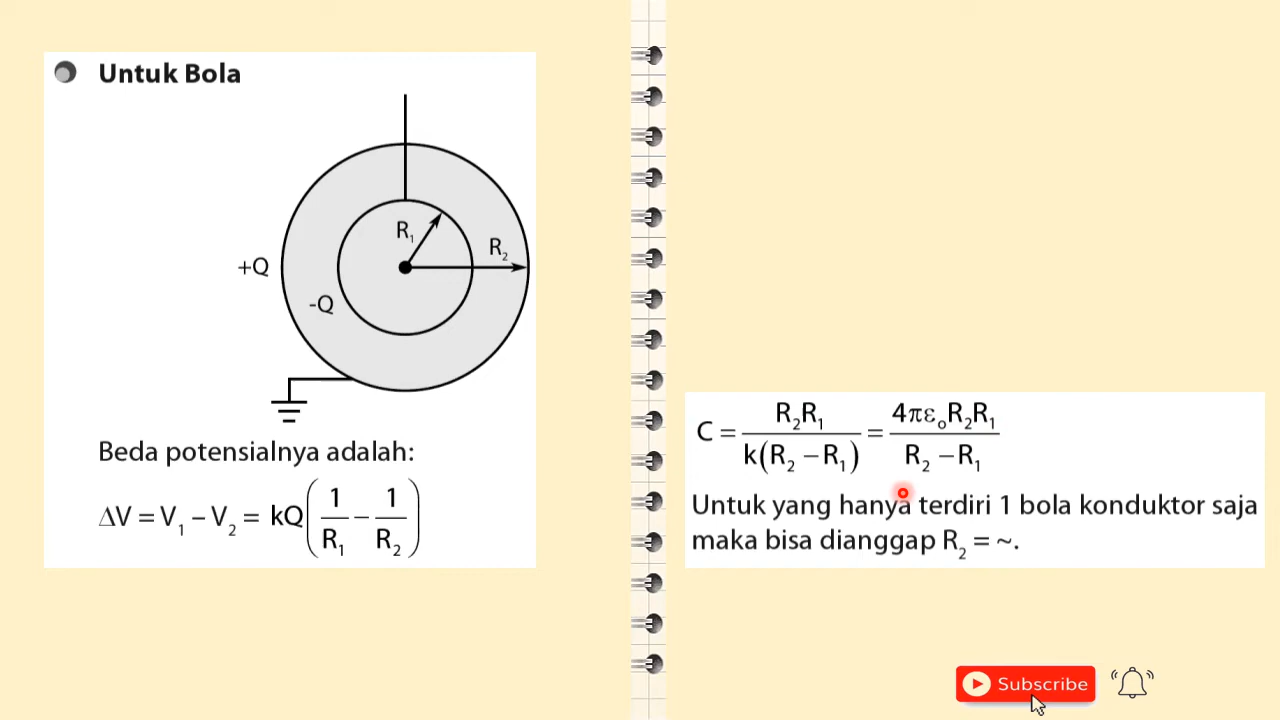 Untuk Bola
R₁
R₂
+Q
-Q
Beda potensialnya adalah:
ΔV = V₁ – V₂ = kQ(1/R₁ – 1/R₂)
C = R₂R₁/k(R₂ – R₁) = 4πε₀R₂R₁/R₂ – R₁
Untuk yang hanya terdiri 1 bola konduktor saja
maka bisa dianggap R₂ = ~.
Subscribe